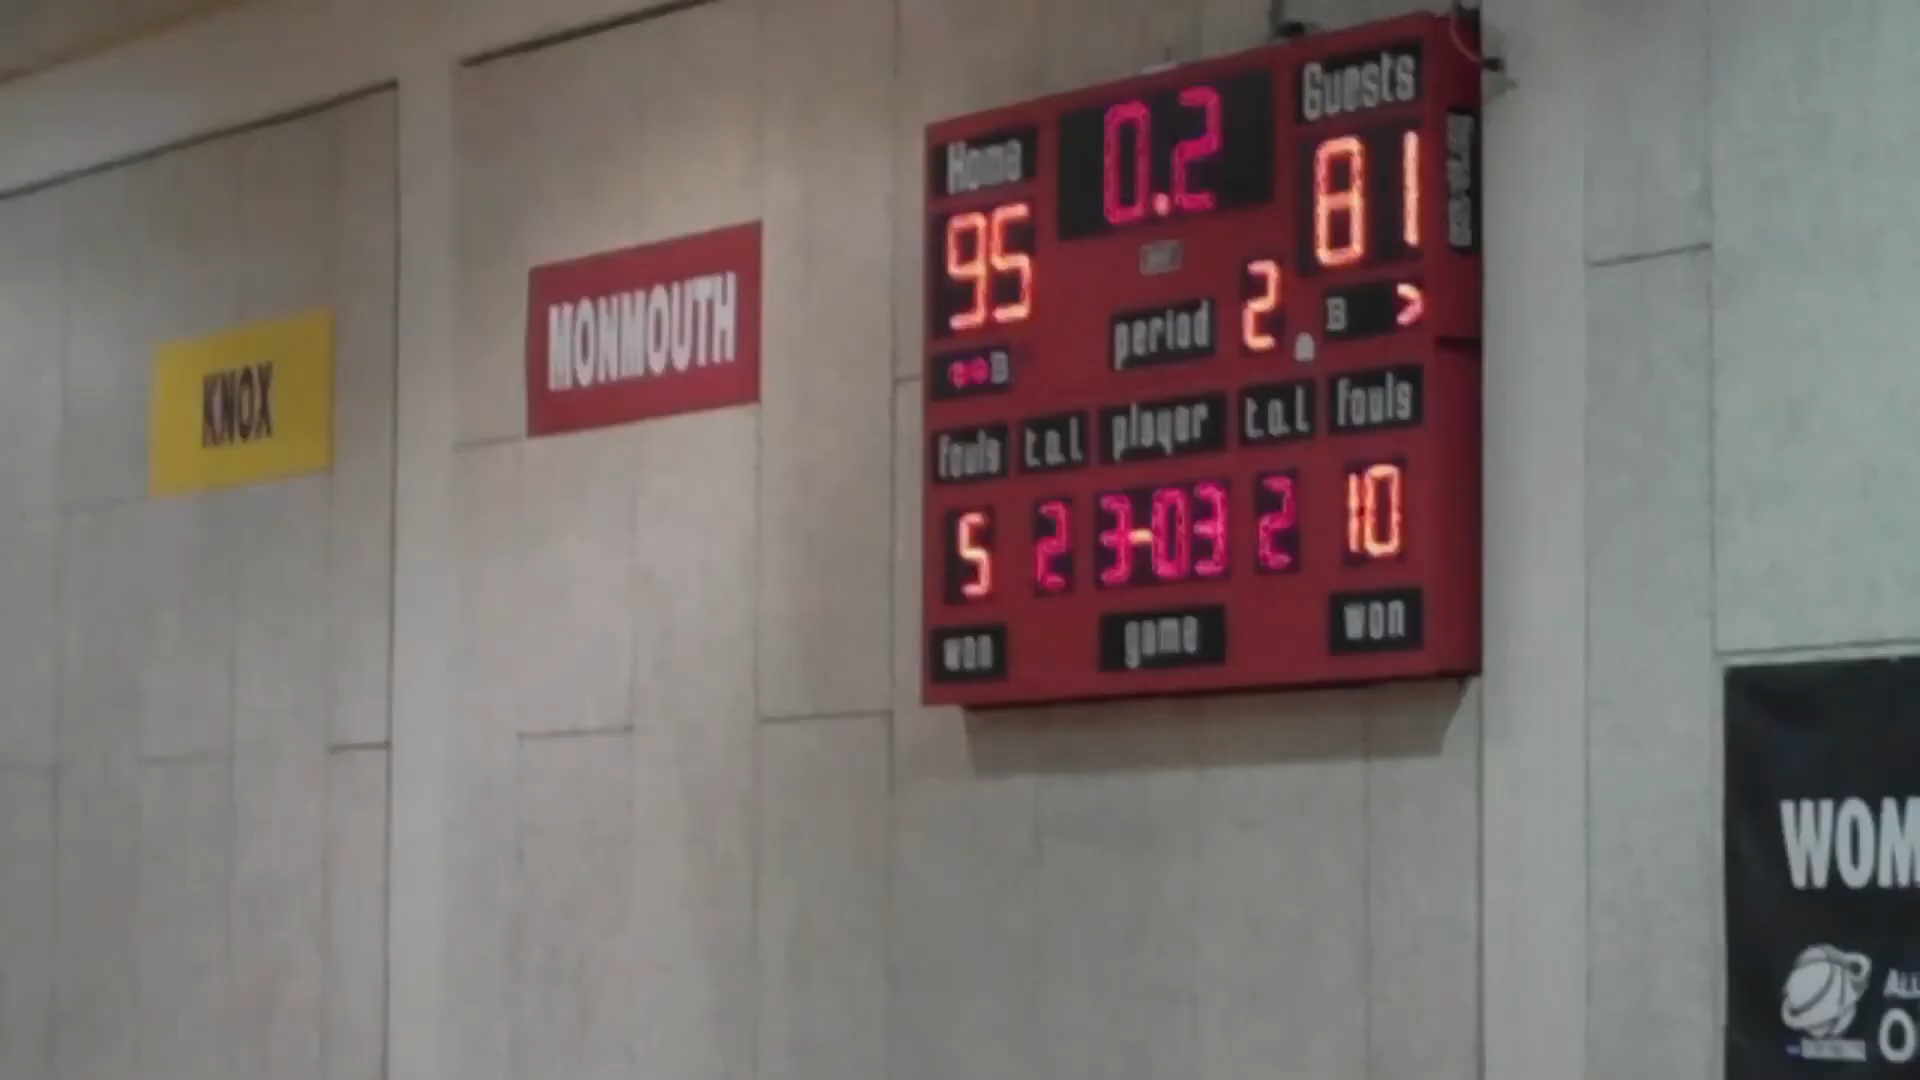 KNOX
MONMOUTH
Home
0.2
Guests
95
81
period
2
B
B
>
fouls
t.o.l
player
t.o.l
fouls
5
2
3-03
2
10
won
game
won
WOM
ALL
O